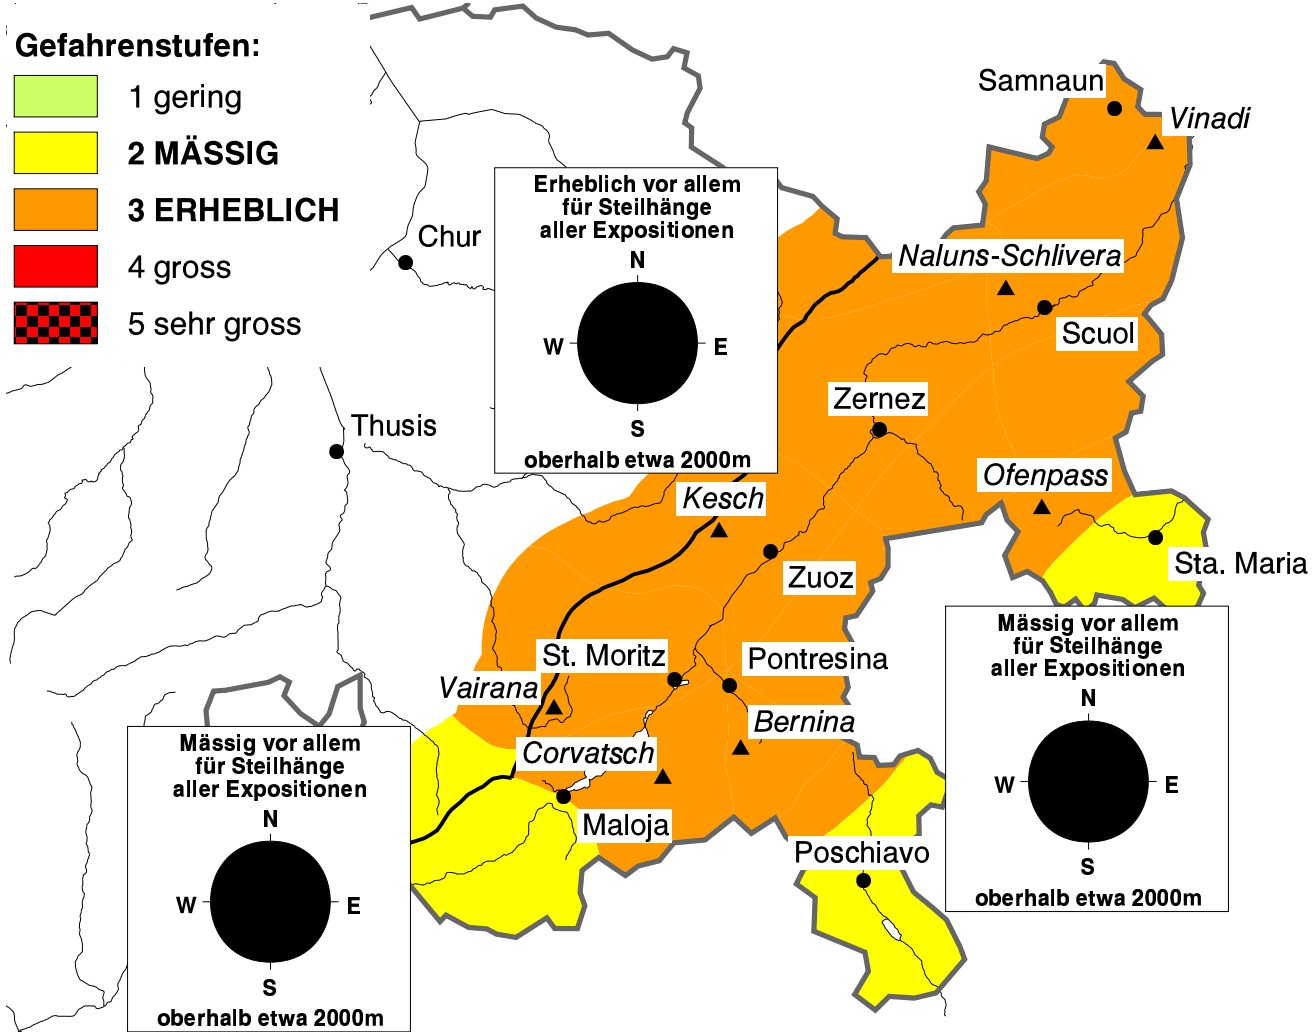 Gefahrenstufen:
1 gering
2 MÄSSIG
3 ERHEBLICH
4 gross
5 sehr gross
Samnaun
Vinadi
Chur
Erheblich vor allem
für Steilhänge
aller Expositionen
N
W
E
S
oberhalb etwa 2000m
Naluns-Schlivera
Scuol
Zernez
Thusis
Kesch
Ofenpass
Zuoz
Sta. Maria
St. Moritz
Pontresina
Vairana
Bernina
Corvatsch
Maloja
Poschiavo
Mässig vor allem
für Steilhänge
aller Expositionen
N
W
E
S
oberhalb etwa 2000m
Mässig vor allem
für Steilhänge
aller Expositionen
N
W
E
S
oberhalb etwa 2000m